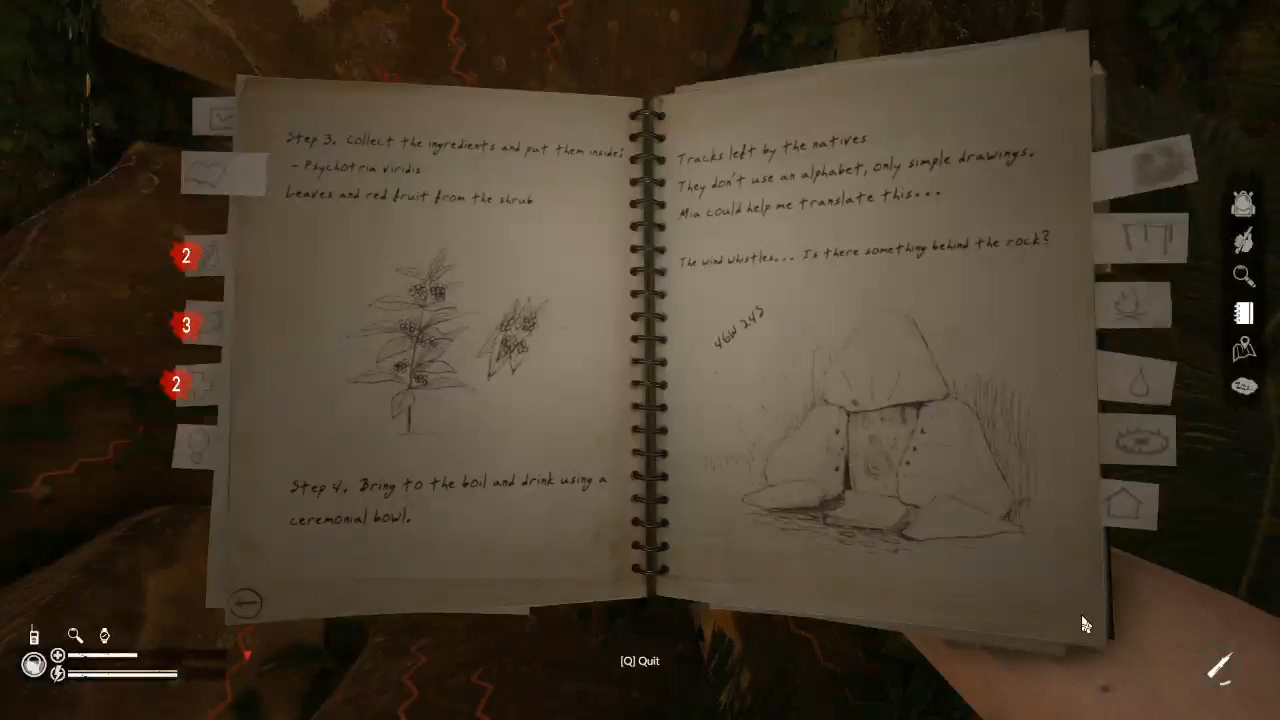 Step 3. Collect the ingredients and put them inside:
- Psychotria viridis
Leaves and red fruit from the shrub
Step 4. Bring to the boil and drink using a
ceremonial bowl.
Tracks left by the natives
They don't use an alphabet, only simple drawings.
Mia could help me translate this...
The wind whistles... Is there something behind the rock?
46W 24S
2
3
2
[Q] Quit